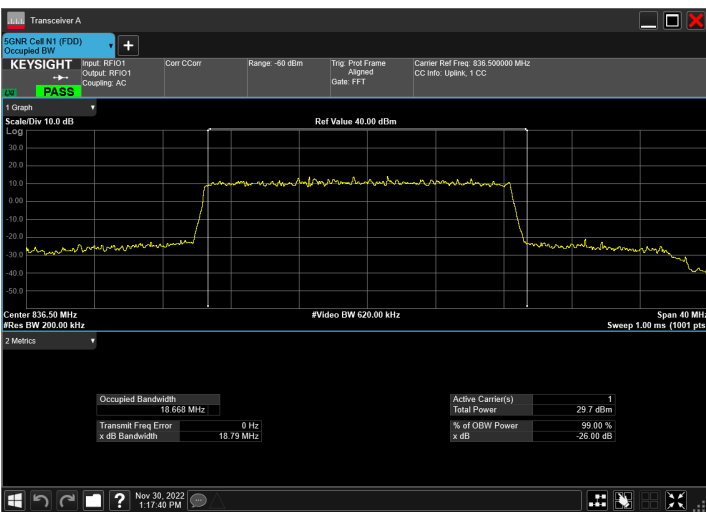 Transceiver A
5GNR Cell N1 (FDD)
Occupied BW
KEYSIGHT
PASS
Input: RFIO1
Output: RFIO1
Coupling: AC
Corr CCorr
Range: -60 dBm
Trig: Prot Frame
Aligned
Gate: FFT
Carrier Ref Freq: 836.500000 MHz
CC Info: Uplink, 1 CC
1 Graph
Scale/Div 10.0 dB
Ref Value 40.00 dBm
Log
30.0
20.0
10.0
0.00
-10.0
-20.0
-30.0
-40.0
-50.0
Center 836.50 MHz
#Video BW 620.00 kHz
Span 40 MHz
#Res BW 200.00 kHz
Sweep 1.00 ms (1001 pts
2 Metrics
Occupied Bandwidth
18.668 MHz
Transmit Freq Error 0 Hz
x dB Bandwidth 18.79 MHz
Active Carrier(s) 1
Total Power 29.7 dBm
% of OBW Power 99.00 %
x dB -26.00 dB
Nov 30, 2022
1:17:40 PM